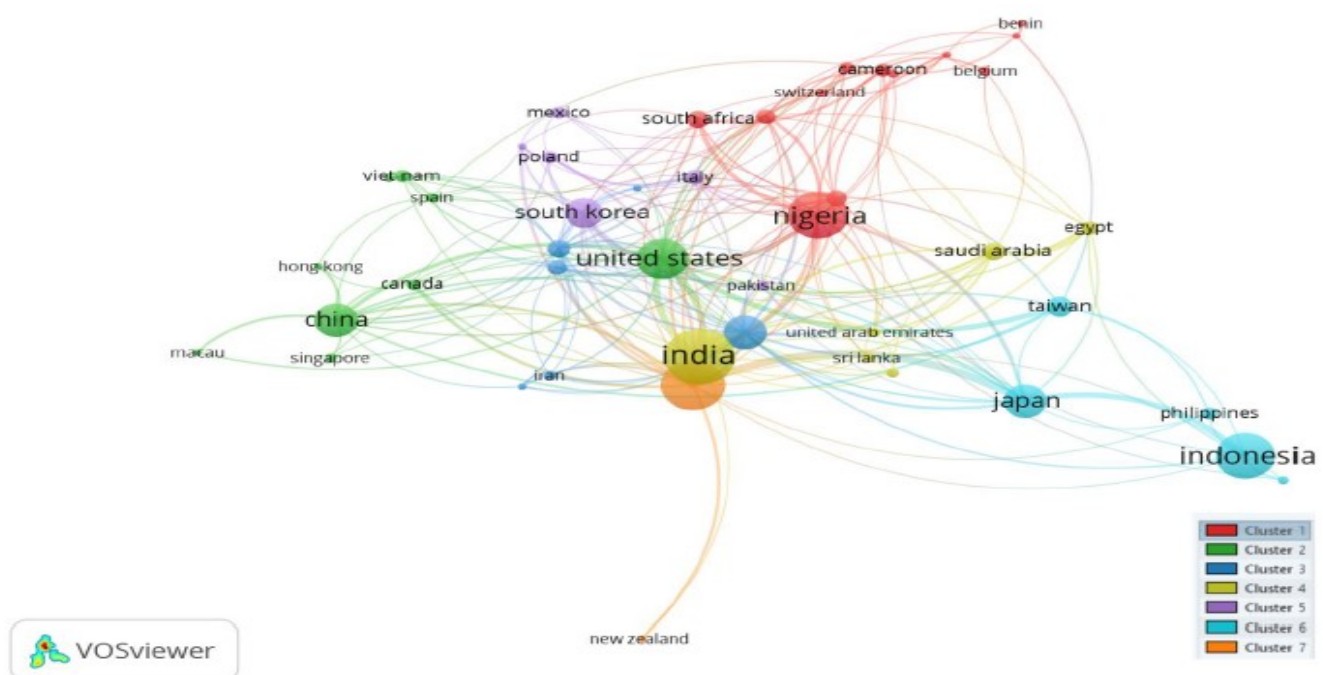 benin
cameroon
belgium
switzerland
mexico
south africa
poland
viet nam
italy
spain
south korea
nigeria
egypt
united states
saudi arabia
hong kong
canada
pakistan
taiwan
china
united arab emirates
macau
singapore
india
sri lanka
iran
japan
philippines
indonesia
Cluster 1
Cluster 2
Cluster 3
Cluster 4
Cluster 5
Cluster 6
Cluster 7
new zealand
VOSviewer